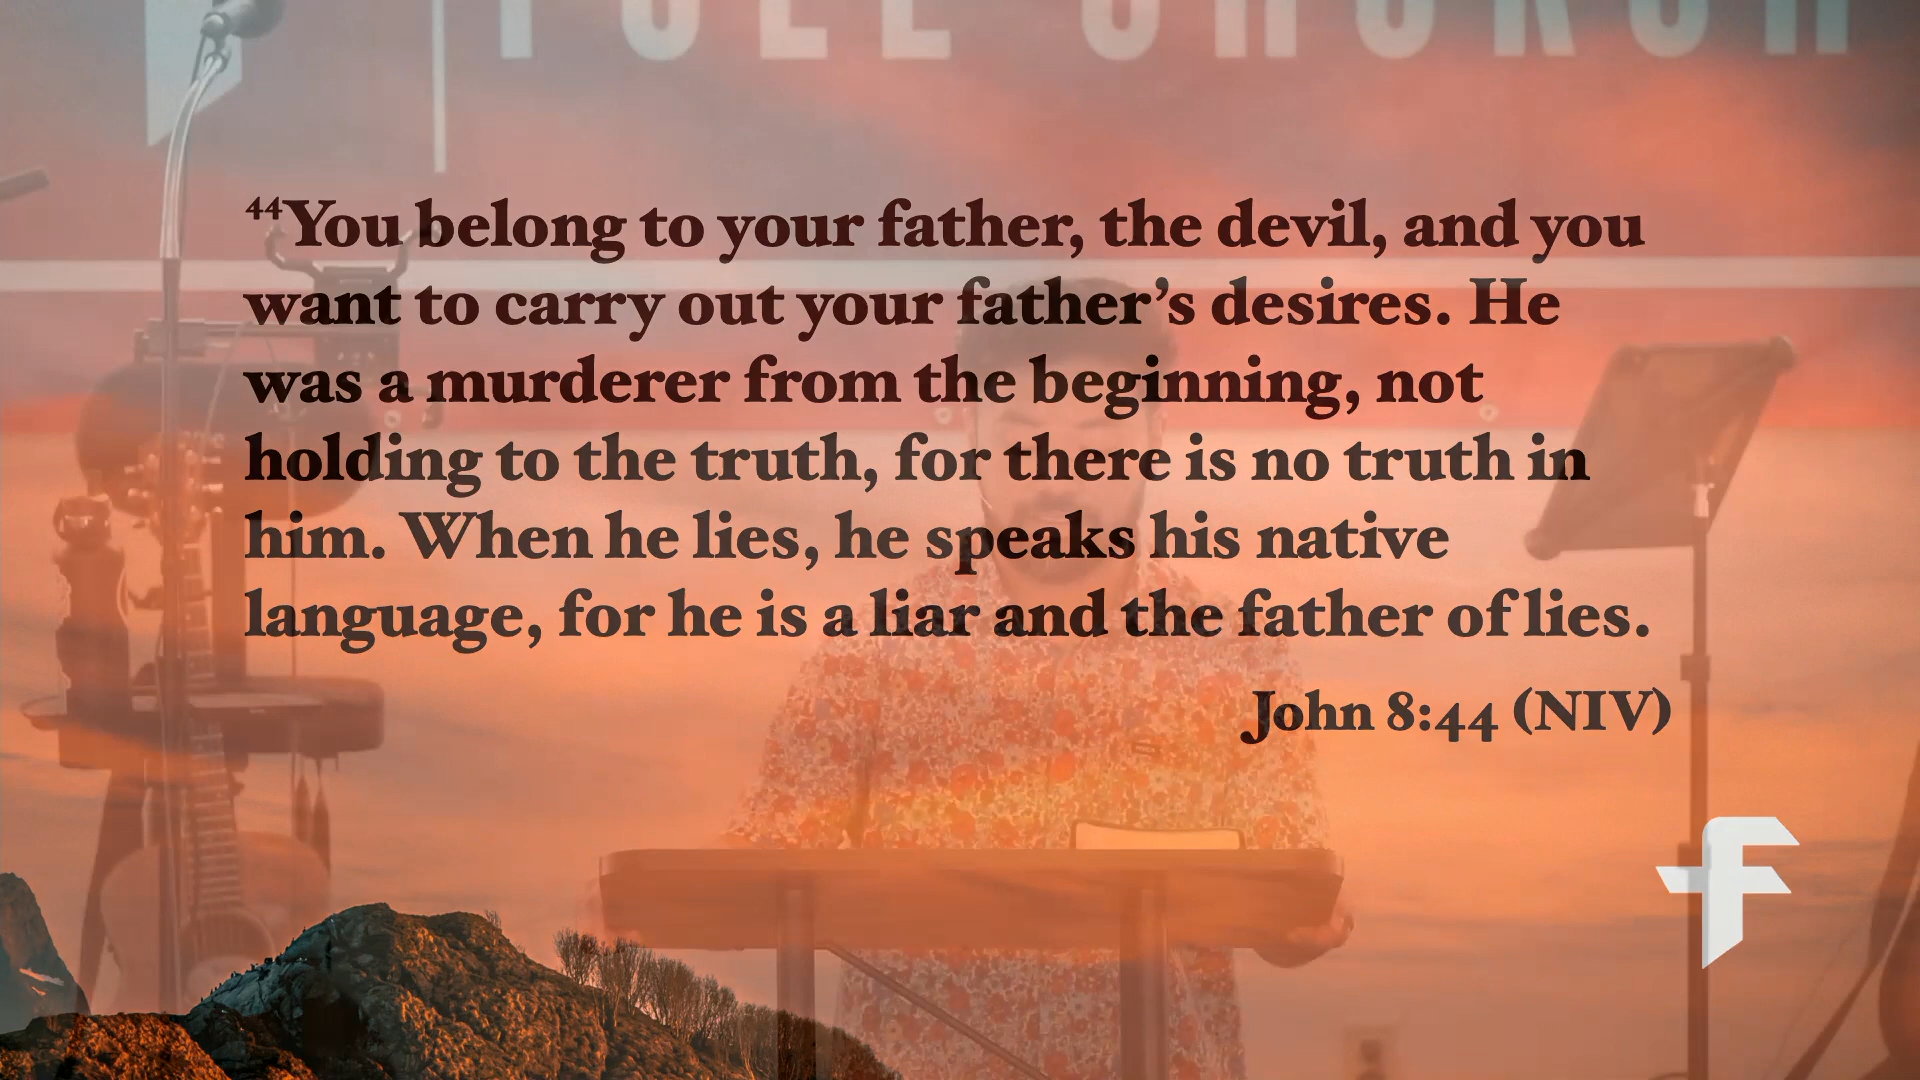 CHURCH
⁴⁴You belong to your father, the devil, and you
want to carry out your father’s desires. He
was a murderer from the beginning, not
holding to the truth, for there is no truth in
him. When he lies, he speaks his native
language, for he is a liar and the father of lies.
John 8:44 (NIV)